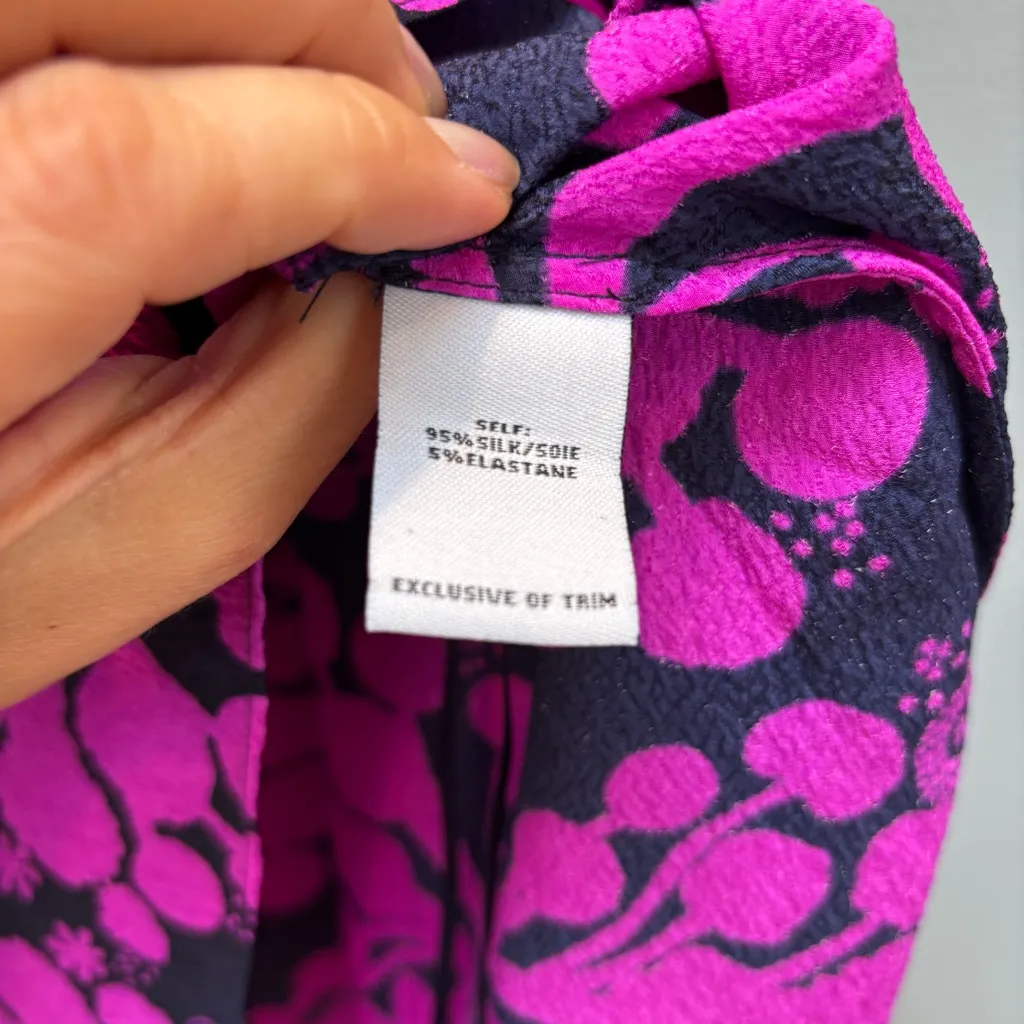 SELF:
95%SILK/SOIE
5%ELASTANE
EXCLUSIVE OF TRIM